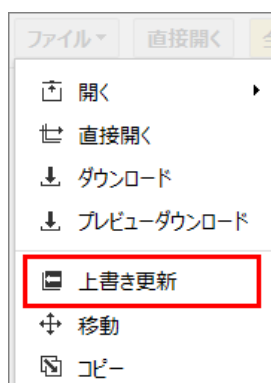 ファイル 直接開く 全
開く
直接開く
ダウンロード
プレビューダウンロード
上書き更新
移動
コピー